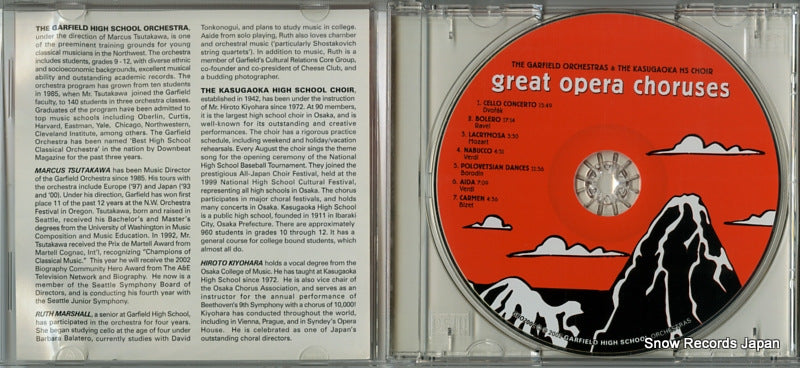 THE GARFIELD HIGH SCHOOL ORCHESTRA,
under the direction of Marcus Tsutakawa, is one
of the preeminent training grounds for young
classical musicians in the Northwest. The orchestra
includes students, grades 9 - 12, with diverse ethnic
and socioeconomic backgrounds, excellent musical
ability and outstanding academic records. The
orchestra program has grown from ten students
in 1985, when Mr. Tsutakawa joined the Garfield
faculty, to 140 students in three orchestra classes.
Graduates of the program have been admitted to
top music schools including Oberlin, Curtis,
Harvard, Eastman, Yale, Chicago, Northwestern,
Cleveland Institute, among others. The Garfield
Orchestra has been named 'Best High School
Classical Orchestra' in the nation by Downbeat
Magazine for the past three years.
MARCUS TSUTAKAWA has been Music Director
of the Garfield Orchestra since 1985. His tours with
the orchestra include Europe ('97) and Japan ('93
and '00). Under his direction, Garfield has won first
place 11 of the past 12 years at the N.W. Orchestra
Festival in Oregon. Tsutakawa, born and raised in
Seattle, received his Bachelor's and Master's
degrees from the University of Washington in Music
Composition and Music Education. In 1992, Mr.
Tsutakawa received the Prix de Martell Award from
Martell Cognac, Int'l, recognizing "Champions of
Classical Music." This year he will receive the 2002
Biography Community Hero Award from The A&E
Television Network and Biography. He now is a
member of the Seattle Symphony Board of
Directors, and is conducting his fourth year with
the Seattle Junior Symphony.
RUTH MARSHALL, a senior at Garfield High School,
has participated in the orchestra for four years.
She began studying cello at the age of four under
Barbara Balatero, currently studies with David
Tonkonogui, and plans to study music in college.
Aside from solo playing, Ruth also loves chamber
and orchestral music ('particularly Shostakovich
string quartets'). In addition to music, Ruth is a
member of Garfield's Cultural Relations Core Group,
co-founder and co-president of Cheese Club, and
a budding photographer.
THE KASUGAOKA HIGH SCHOOL CHOIR,
established in 1942, has been under the instruction
of Mr. Hiroto Kiyohara since 1972. At 90 members,
it is the largest high school choir in Osaka, and is
well-known for its outstanding and creative
performances. The choir has a rigorous practice
schedule, including weekend and holiday/vacation
rehearsals. Every August the choir sings the theme
song for the opening ceremony of the National
High School Baseball Tournament. They joined the
prestigious All-Japan Choir Festival, held at the
1999 National High School Cultural Festival,
representing all high schools in Osaka. The chorus
participates in major choral festivals, and holds
many concerts in Osaka. Kasugaoka High School
is a public high school, founded in 1911 in Ibaraki
City, Osaka Prefecture. There are approximately
960 students in grades 10 through 12. It has a
general course for college bound students, which
almost all do.
HIROTO KIYOHARA holds a vocal degree from the
Osaka College of Music. He has taught at Kasugaoka
High School since 1972. He is also vice chair of
the Osaka Chorus Association, and serves as an
instructor for the annual performance of
Beethoven's 9th Symphony with a chorus of 10,000!
Kiyohara has conducted throughout the world,
including in Vienna, Prague, and in Syndey's Opera
House. He is celebrated as one of Japan's
outstanding choral directors.
THE GARFIELD ORCHESTRAS & THE KASUGAOKA HS CHOIR
great opera choruses
1. CELLO CONCERTO 15:49
Dvořák
2. BOLERO 17:14
Ravel
3. LACRYMOSA 3:30
Mozart
4. NABUCCO 4:31
Verdi
5. POLOVETSIAN DANCES 12:56
Borodin
6. AIDA 7:09
Verdi
7. CARMEN 4:36
Bizet
GARFIELD HIGH SCHOOL ORCHESTRAS
Snow Records Japan